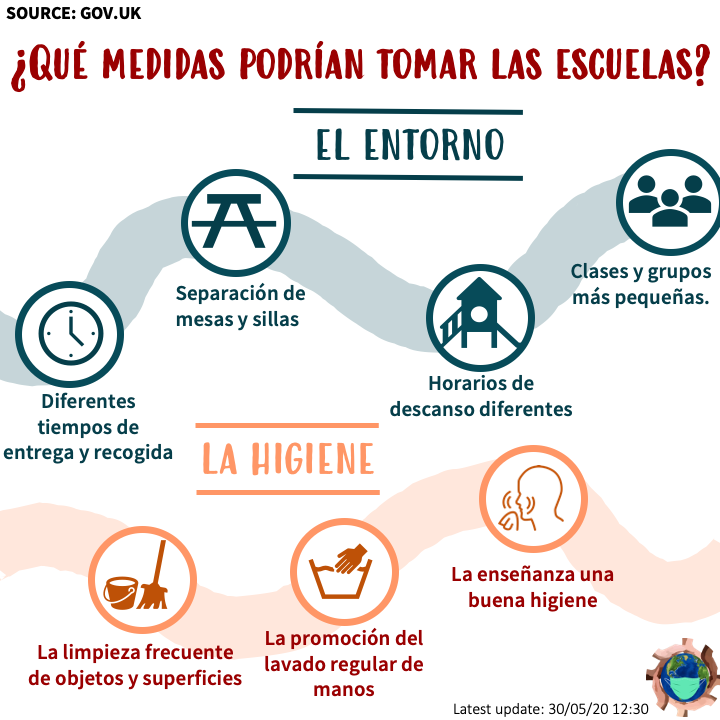 SOURCE: GOV.UK
¿QUÉ MEDIDAS PODRÍAN TOMAR LAS ESCUELAS?
EL ENTORNO
Clases y grupos
más pequeñas.
Separación de
mesas y sillas
Horarios de
descanso diferentes
Diferentes
tiempos de
entrega y recogida
LA HIGIENE
La enseñanza una
buena higiene
La limpieza frecuente
de objetos y superficies
La promoción del
lavado regular de
manos
Latest update: 30/05/20 12:30